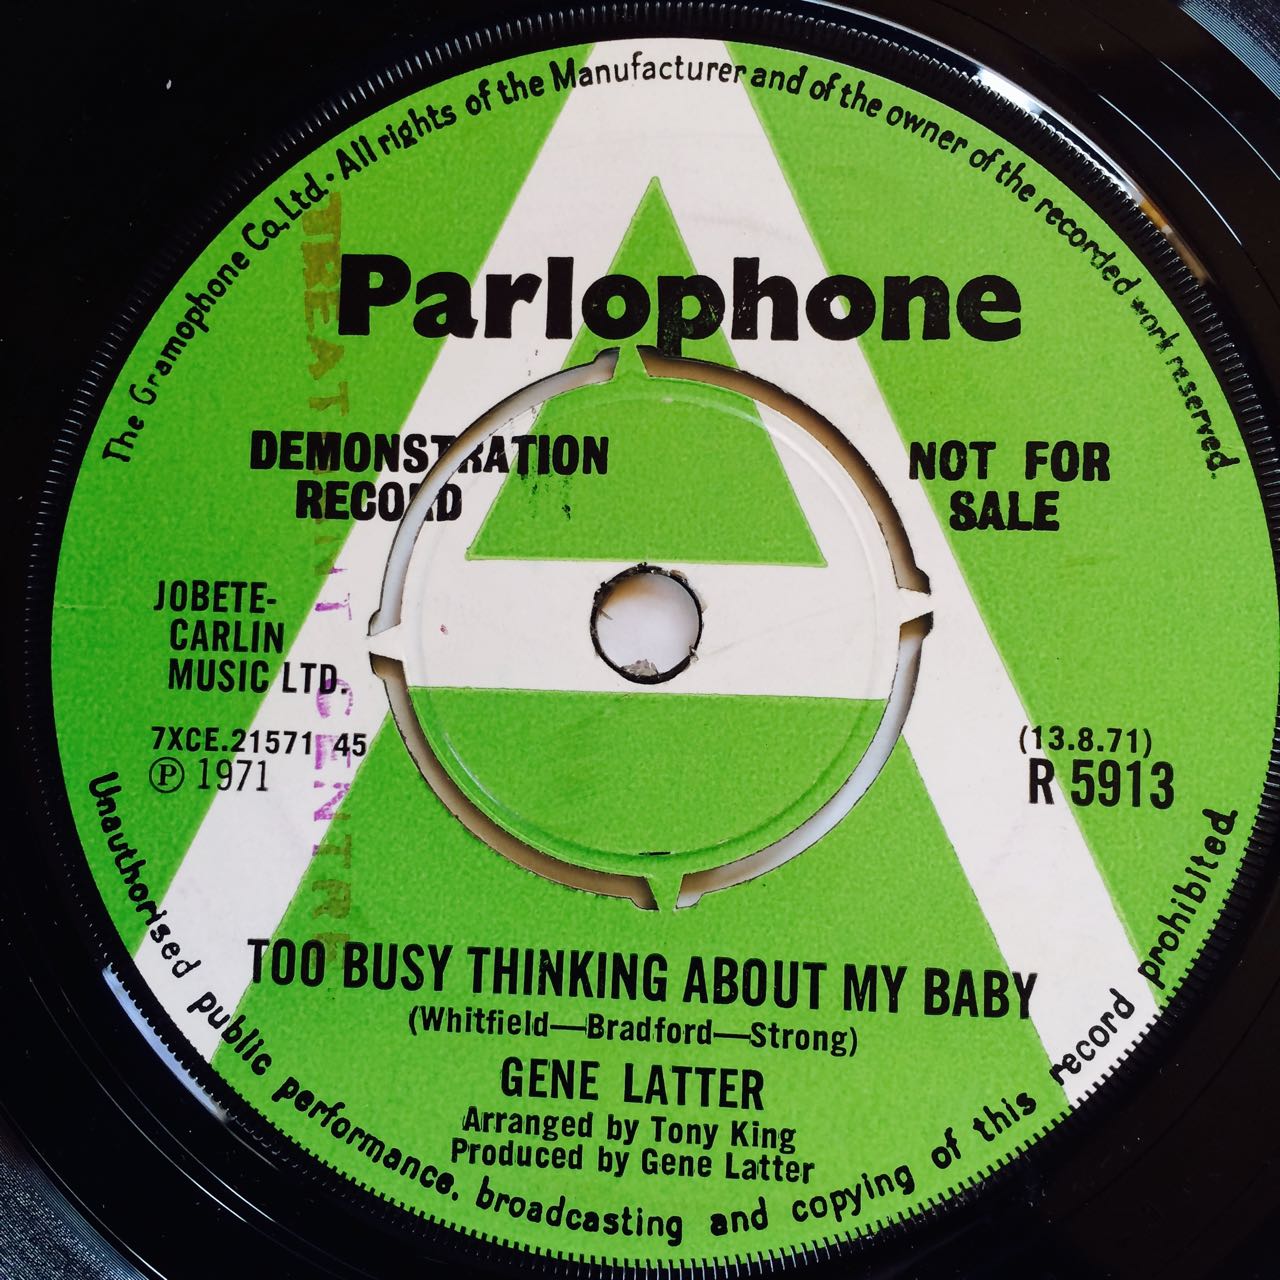 The Gramophone Co. Ltd. · All rights of the Manufacturer and of the owner of the recorded work reserved.
Parlophone
DEMONSTRATION
RECORD
NOT FOR
SALE
JOBETE-
CARLIN
MUSIC LTD.
7XCE.21571 45
℗ 1971
(13.8.71)
R 5913
TOO BUSY THINKING ABOUT MY BABY
(Whitfield—Bradford—Strong)
GENE LATTER
Arranged by Tony King
Produced by Gene Latter
Unauthorised public performance. broadcasting and copying of this record prohibited
CENTRE